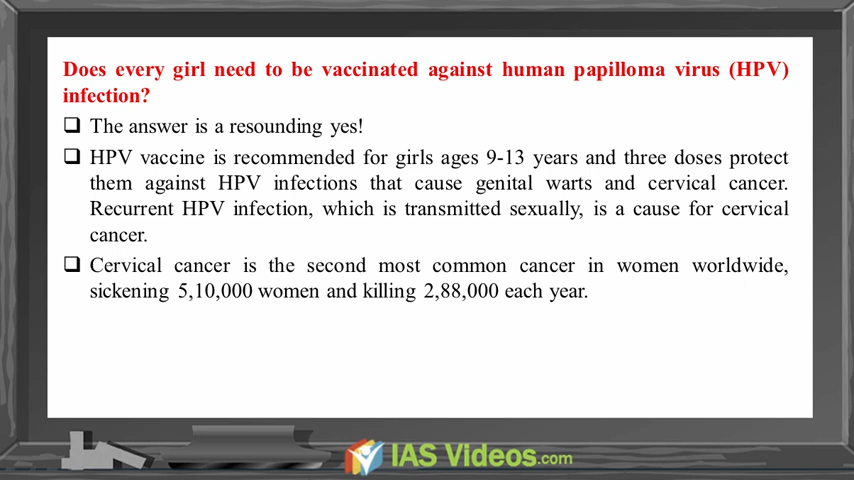 Does every girl need to be vaccinated against human papilloma virus (HPV)
infection?
❑ The answer is a resounding yes!
❑ HPV vaccine is recommended for girls ages 9-13 years and three doses protect
them against HPV infections that cause genital warts and cervical cancer.
Recurrent HPV infection, which is transmitted sexually, is a cause for cervical
cancer.
❑ Cervical cancer is the second most common cancer in women worldwide,
sickening 5,10,000 women and killing 2,88,000 each year.
IAS Videos.com